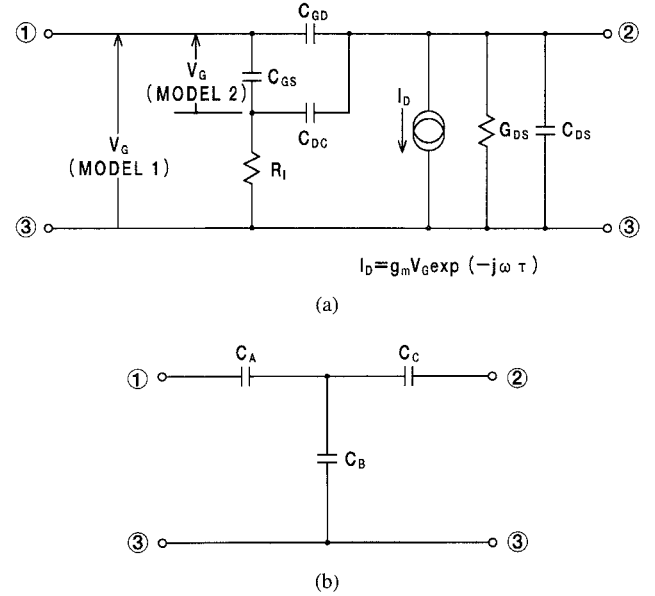 C_GD
①
②
V_G
(MODEL 2)
C_GS
C_DC
I_D
G_DS
C_DS
V_G
(MODEL 1)
R_I
③
③
I_D=g_mV_Gexp (−jωτ)
(a)
C_A
C_C
①
②
C_B
③
③
(b)